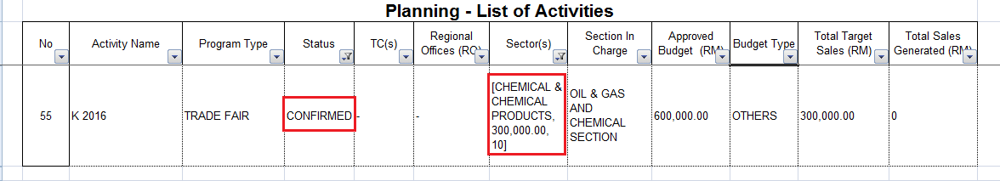 Planning - List of Activities
No
Activity Name
Program Type
Status
TC(s)
Regional
Offices (RO)
Sector(s)
Section In
Charge
Approved
Budget (RM)
Budget Type
Total Target
Sales (RM)
Total Sales
Generated (RM)
55
K 2016
TRADE FAIR
CONFIRMED
-
-
[CHEMICAL &
CHEMICAL
PRODUCTS,
300,000.00,
10]
OIL & GAS
AND
CHEMICAL
SECTION
600,000.00
OTHERS
300,000.00
0